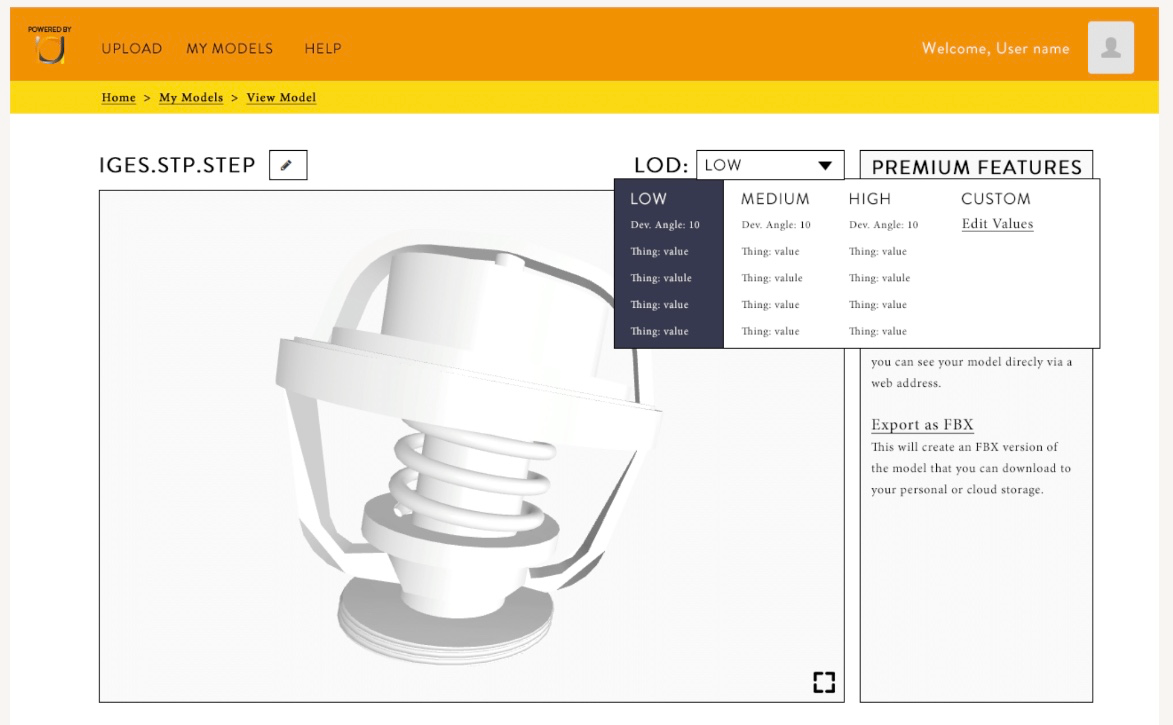 POWERED BY
UPLOAD MY MODELS HELP
Welcome, User name
Home > My Models > View Model
IGES.STP.STEP
LOD: LOW
PREMIUM FEATURES
LOW MEDIUM HIGH CUSTOM
Dev. Angle: 10 Dev. Angle: 10 Dev. Angle: 10 Edit Values
Thing: value Thing: value Thing: value
Thing: valule Thing: valule Thing: valule
Thing: value Thing: value Thing: value
Thing: value Thing: value Thing: value
you can see your model direcly via a
web address.
Export as FBX
This will create an FBX version of
the model that you can download to
your personal or cloud storage.